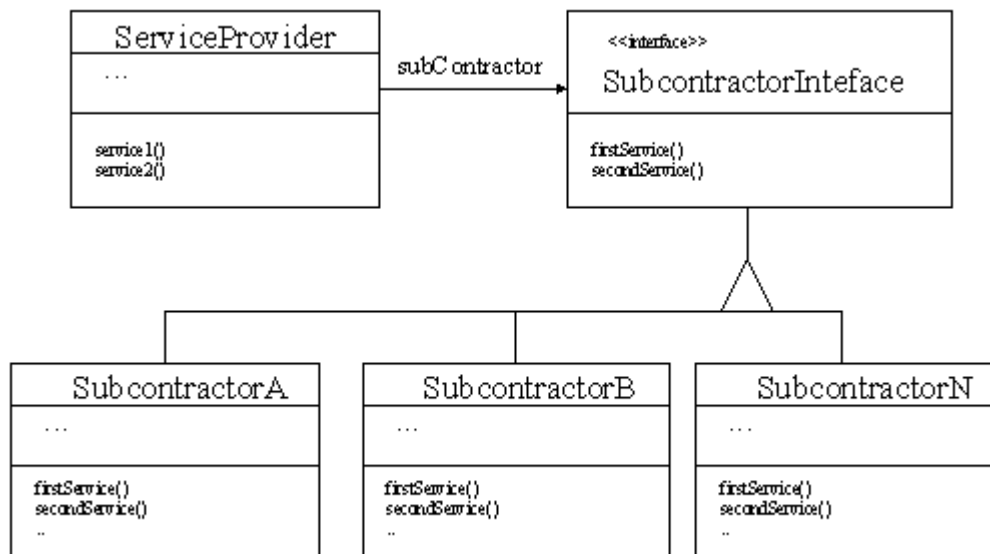 ServiceProvider
...
service1()
service2()
subContractor
<<interface>>
SubcontractorInteface
firstService()
secondService()
SubcontractorA
...
firstService()
secondService()
..
SubcontractorB
...
firstService()
secondService()
..
SubcontractorN
...
firstService()
secondService()
..